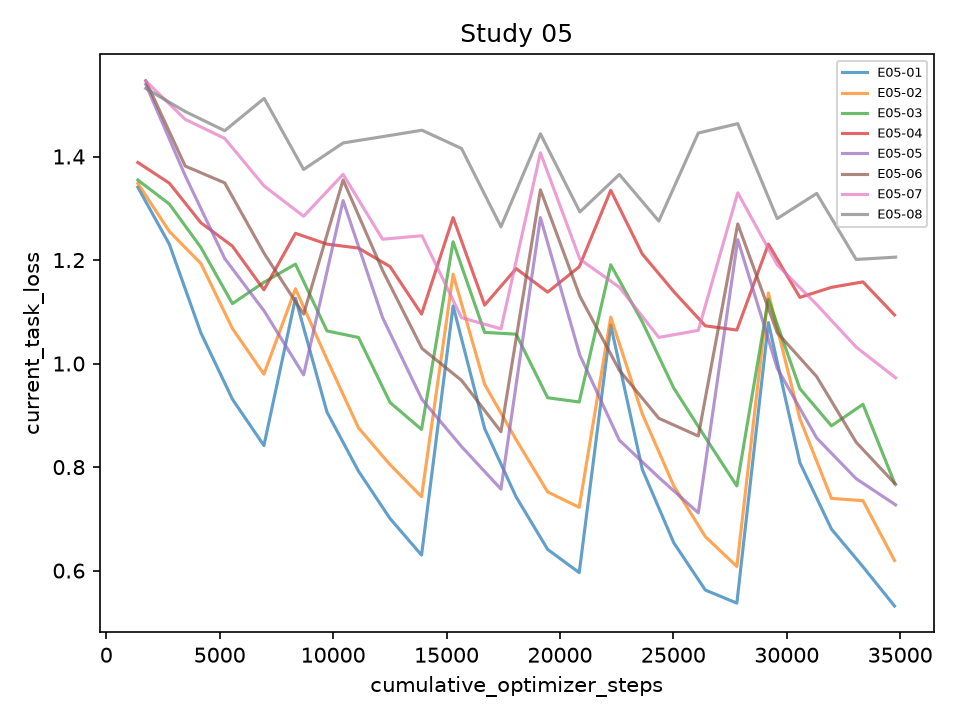 Study 05
current_task_loss
1.4
1.2
1.0
0.8
0.6
E05-01
E05-02
E05-03
E05-04
E05-05
E05-06
E05-07
E05-08
0 5000 10000 15000 20000 25000 30000 35000
cumulative_optimizer_steps